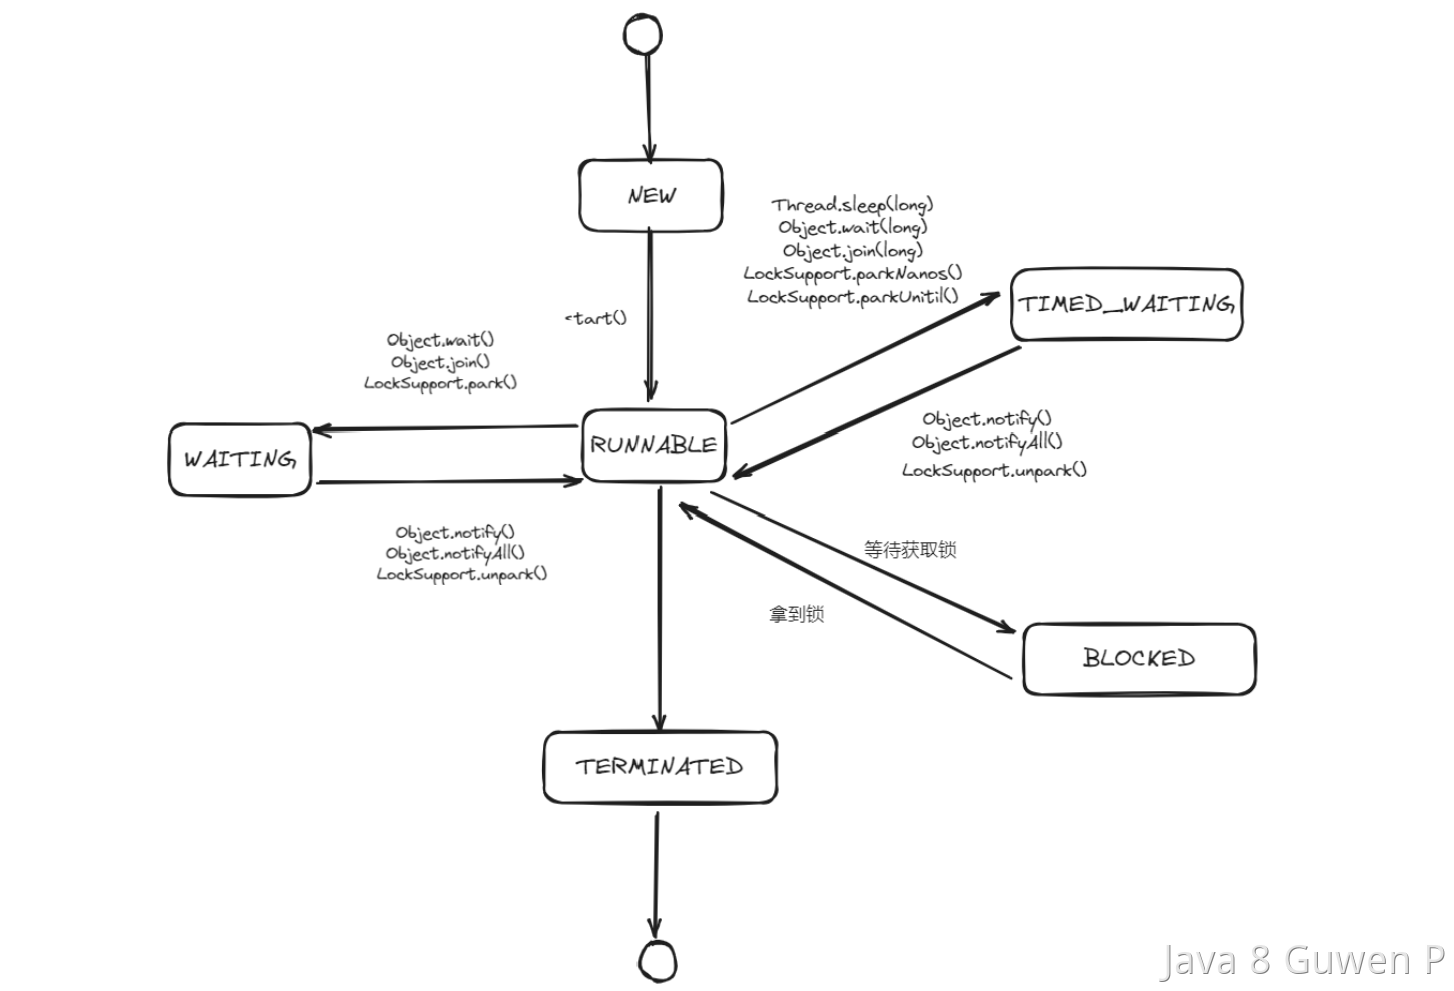 NEW
Thread.sleep(long)
Object.wait(long)
Object.join(long)
LockSupport.parkNanos()
LockSupport.parkUnitil()
TIMED_WAITING
<tart()
Object.wait()
Object.join()
LockSupport.park()
WAITING
RUNNABLE
Object.notify()
Object.notifyAll()
LockSupport.unpark()
Object.notify()
Object.notifyAll()
LockSupport.unpark()
等待获取锁
拿到锁
BLOCKED
TERMINATED
Java 8 Guwen P